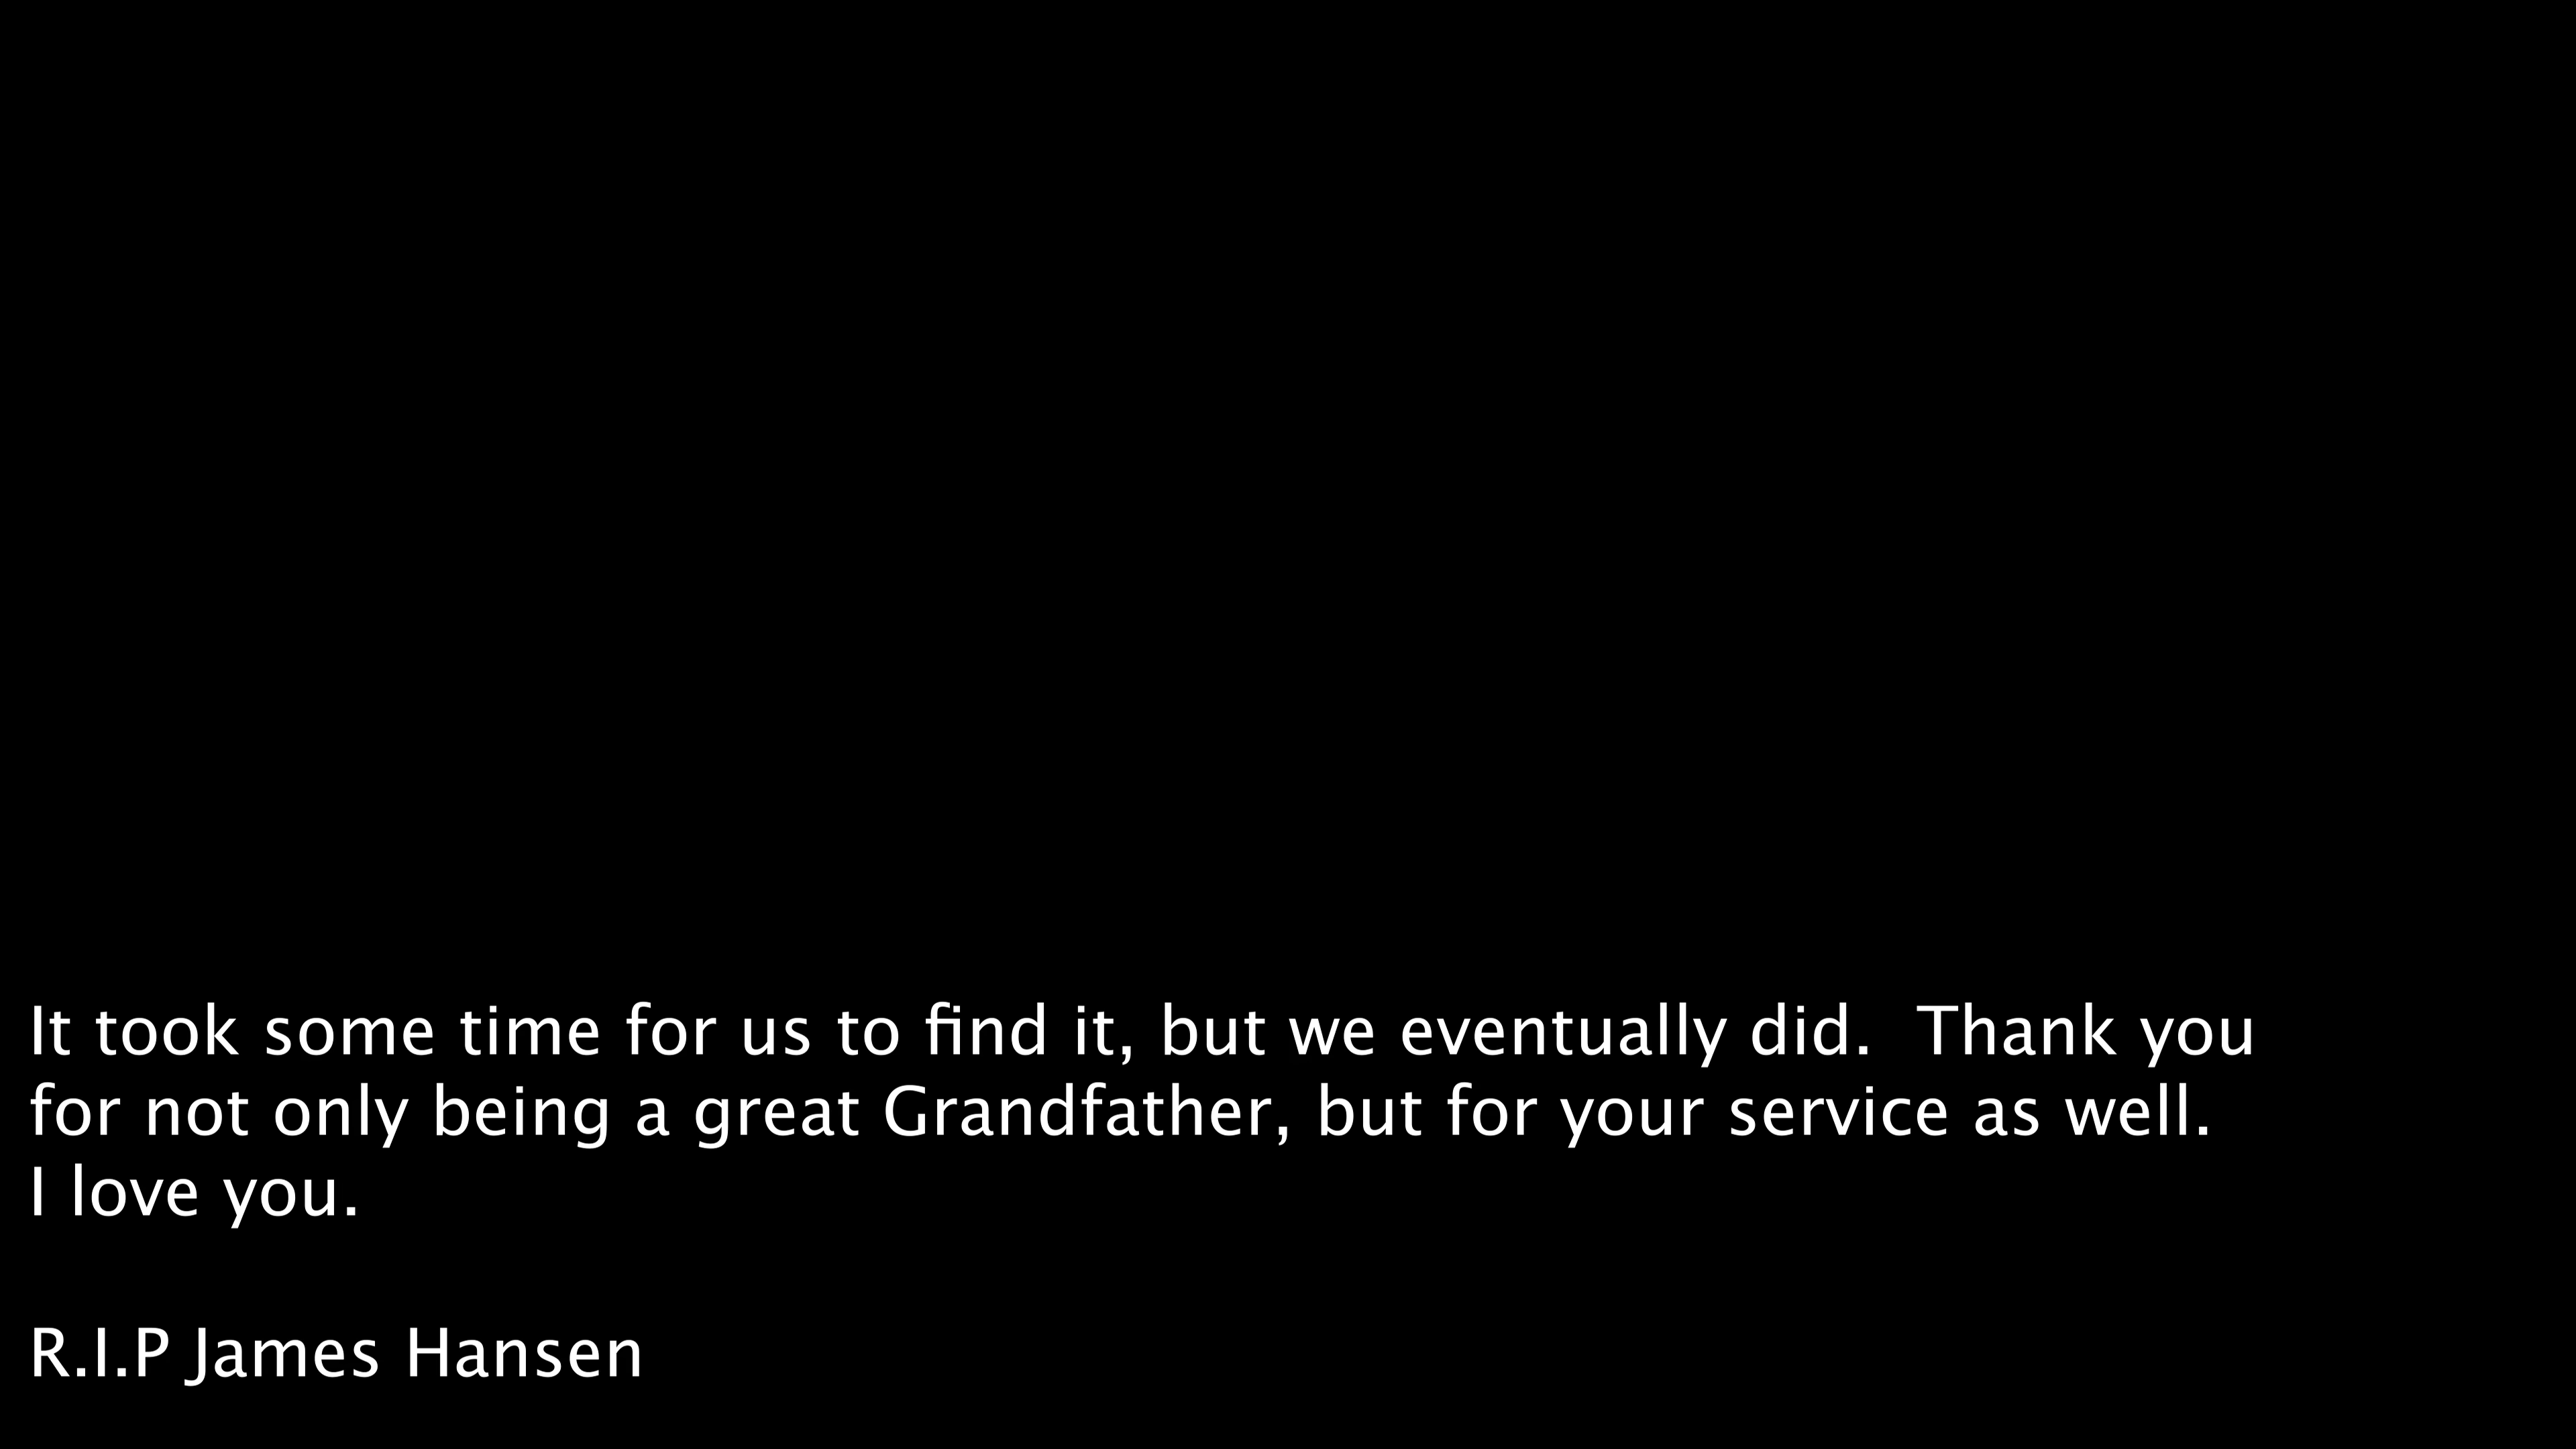 It took some time for us to find it, but we eventually did.  Thank you
for not only being a great Grandfather, but for your service as well.
I love you.

R.I.P James Hansen